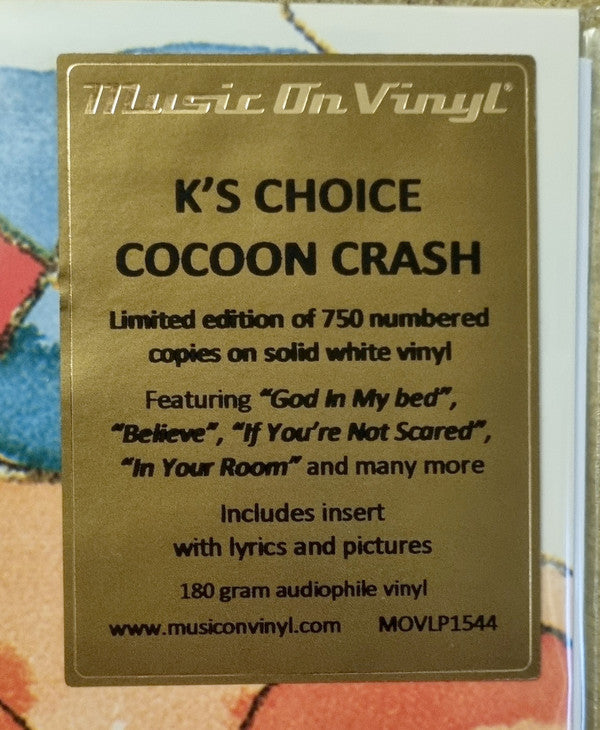 Music On Vinyl®
K'S CHOICE
COCOON CRASH
Limited edition of 750 numbered
copies on solid white vinyl
Featuring "God In My bed",
"Believe", "If You're Not Scared",
"In Your Room" and many more
Includes insert
with lyrics and pictures
180 gram audiophile vinyl
www.musiconvinyl.com MOVLP1544